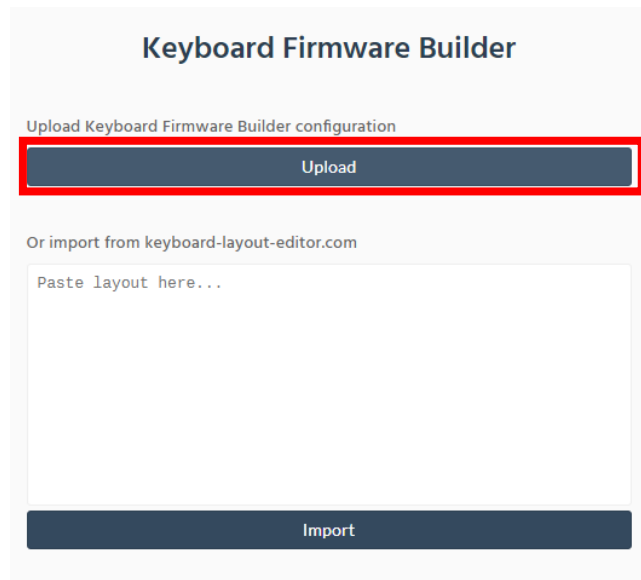 Keyboard Firmware Builder
Upload Keyboard Firmware Builder configuration
Upload
Or import from keyboard-layout-editor.com
Paste layout here...
Import